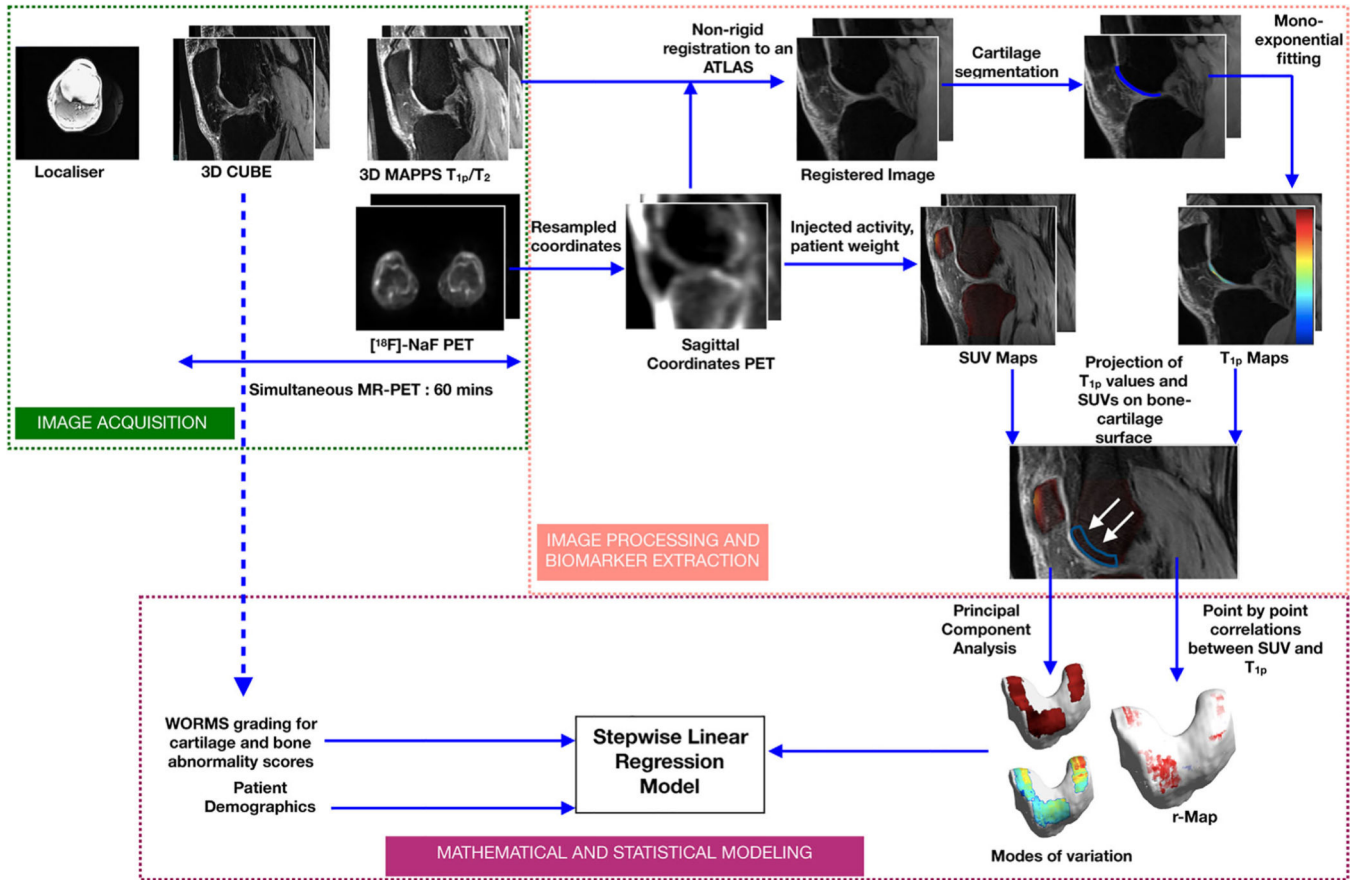 Localiser
3D CUBE
3D MAPPS T1p/T2
[18F]-NaF PET
Simultaneous MR-PET : 60 mins
IMAGE ACQUISITION
Non-rigid
registration to an
ATLAS
Registered Image
Cartilage
segmentation
Mono-
exponential
fitting
Resampled
coordinates
Sagittal
Coordinates PET
Injected activity,
patient weight
SUV Maps
T1p Maps
Projection of
T1p values and
SUVs on bone-
cartilage
surface
IMAGE PROCESSING AND
BIOMARKER EXTRACTION
Principal
Component
Analysis
Point by point
correlations
between SUV and
T1p
WORMS grading for
cartilage and bone
abnormality scores
Patient
Demographics
Stepwise Linear
Regression
Model
Modes of variation
r-Map
MATHEMATICAL AND STATISTICAL MODELING